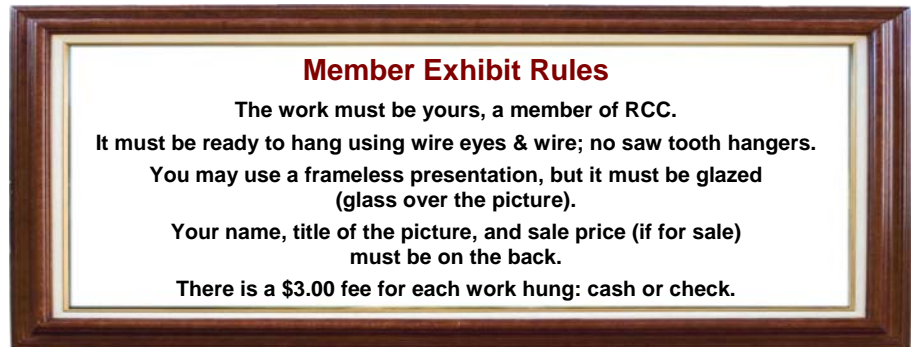 Member Exhibit Rules
The work must be yours, a member of RCC.
It must be ready to hang using wire eyes & wire; no saw tooth hangers.
You may use a frameless presentation, but it must be glazed
(glass over the picture).
Your name, title of the picture, and sale price (if for sale)
must be on the back.
There is a $3.00 fee for each work hung: cash or check.